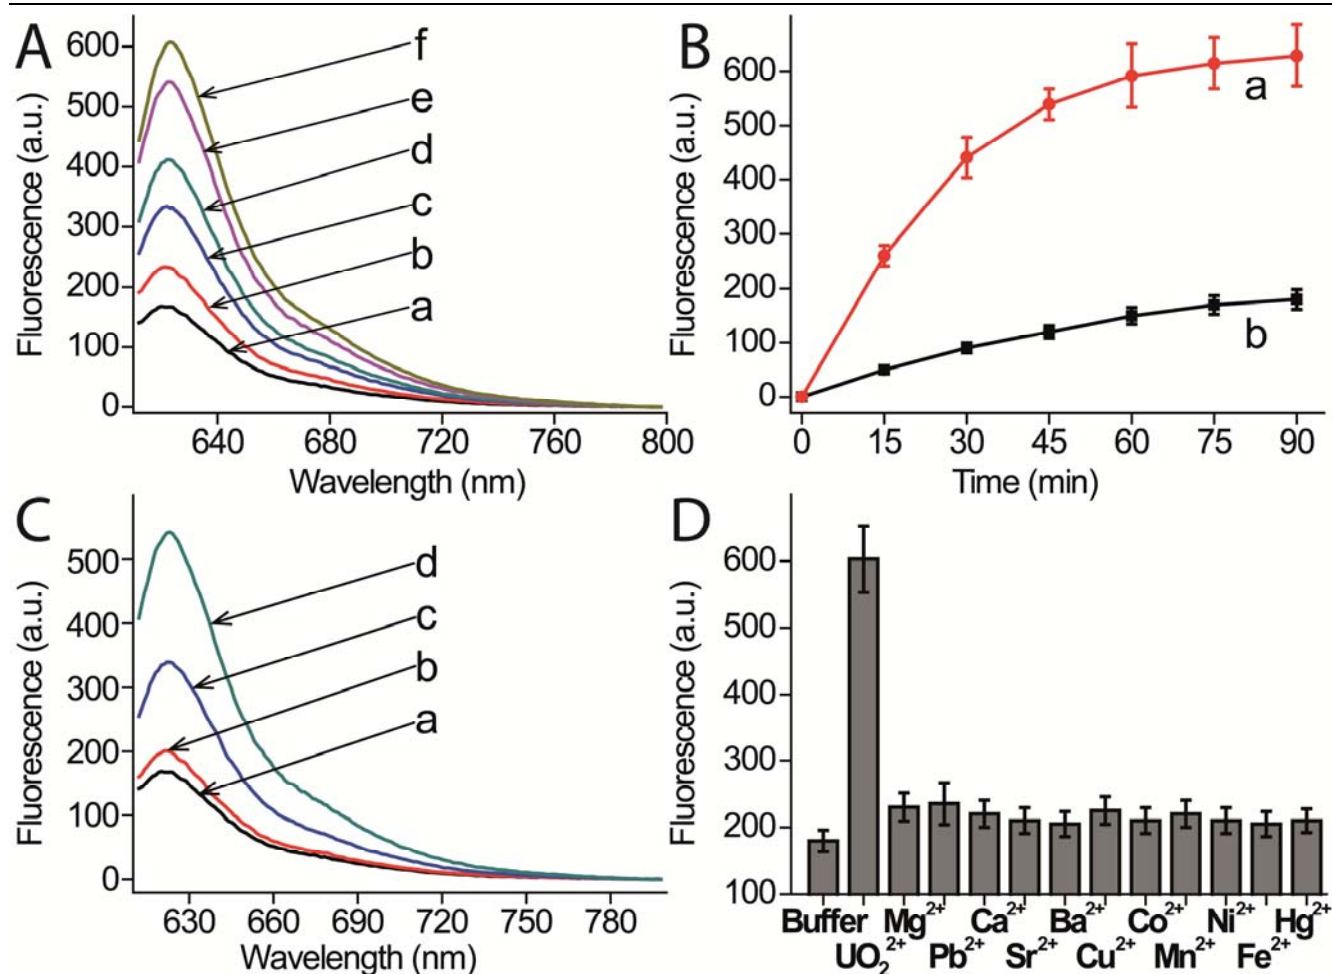 A
Fluorescence (a.u.)
600
500
400
300
200
100
0
f
e
d
c
b
a
640
680
720
760
800
Wavelength (nm)
B
Fluorescence (a.u.)
600
500
400
300
200
100
0
a
b
0
15
30
45
60
75
90
Time (min)
C
Fluorescence (a.u.)
500
400
300
200
100
0
d
c
b
a
630
660
690
720
750
780
Wavelength (nm)
D
Fluorescence (a.u.)
600
500
400
300
200
100
Buffer Mg²⁺ Ca²⁺ Ba²⁺ Co²⁺ Ni²⁺ Hg²⁺
UO₂²⁺ Pb²⁺ Sr²⁺ Cu²⁺ Mn²⁺ Fe²⁺